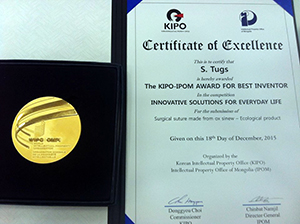 KIPO
Certificate of Excellence
This is to certify that
S. Tugs
is hereby awarded
The KIPO-IPOM AWARD FOR BEST INVENTOR
In the competition
INNOVATIVE SOLUTIONS FOR EVERYDAY LIFE
For the submission of
Surgical suture made from ox sinew - Ecological product
Given on this 18th Day of December, 2015
Organized by the
Korean Intellectual Property Office (KIPO)
Intellectual Property Office of Mongolia (IPOM)
Commissioner
KIPO
Director General
IPOM